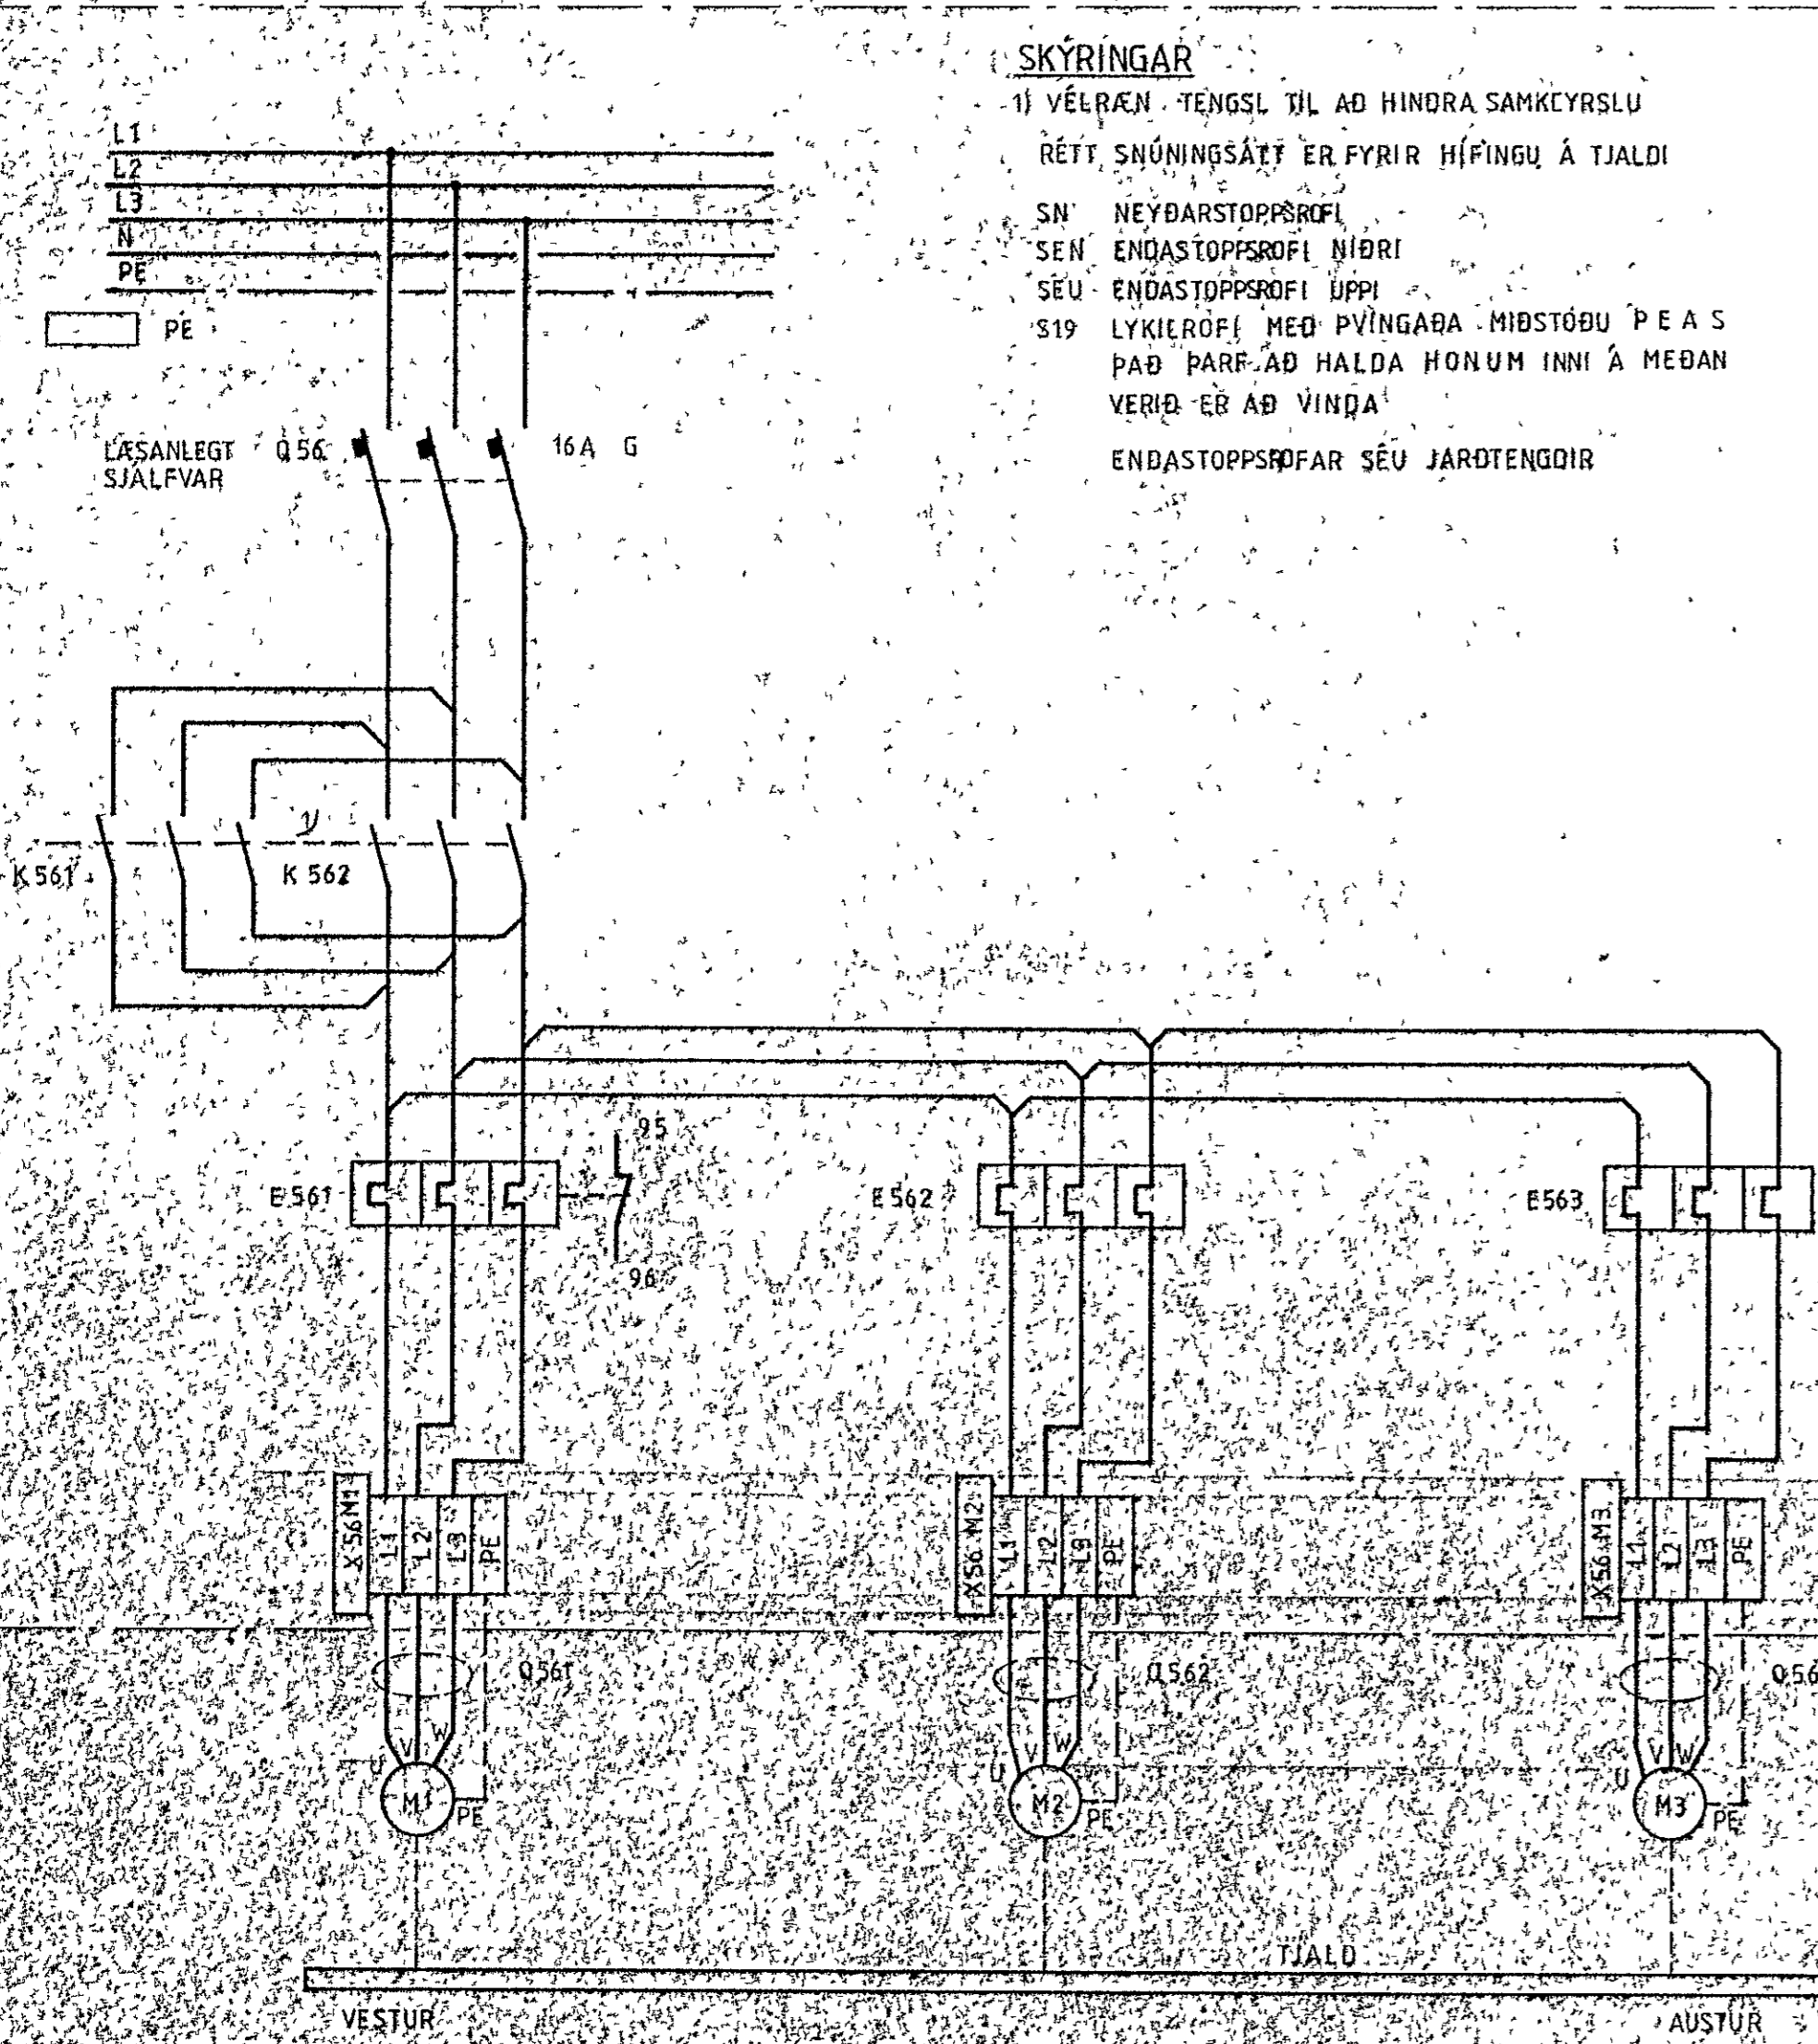 SKÝRINGAR
1) VÉLRÆN TENGSL TIL AÐ HINDRA SAMKEYRSLU
RÉTT SNÚNINGSÁTT ER FYRIR HÍFINGU Á TJALDI
SN NEYÐARSTOPPSROFI
SEN ENDASTOPPSROFI NIÐRI
SEU ENDASTOPPSROFI UPPI
S19 LYKILROFI MEÐ ÞVINGAÐA MIÐSTÖÐU P E A S
ÞAÐ ÞARF AÐ HALDA HONUM INNI Á MEÐAN
VERIÐ ER AÐ VINDA
ENDASTOPPSROFAR SÉU JARÐTENGDIR
L1
L2
L3
N
PE
PE
LÆSANLEGT Q56 16A G
SJÁLFVAR
1)
K 561 K 562
95
E561 E562 E563
96
X56M1 L1 L2 L3 PE X56 M2 L1 L2 L3 PE X56 M3 L1 L2 L3 PE
Q561 Q562 Q56
U V W U V W U V W
M1 PE M2 PE M3 PE
TJALD
VESTUR AUSTUR